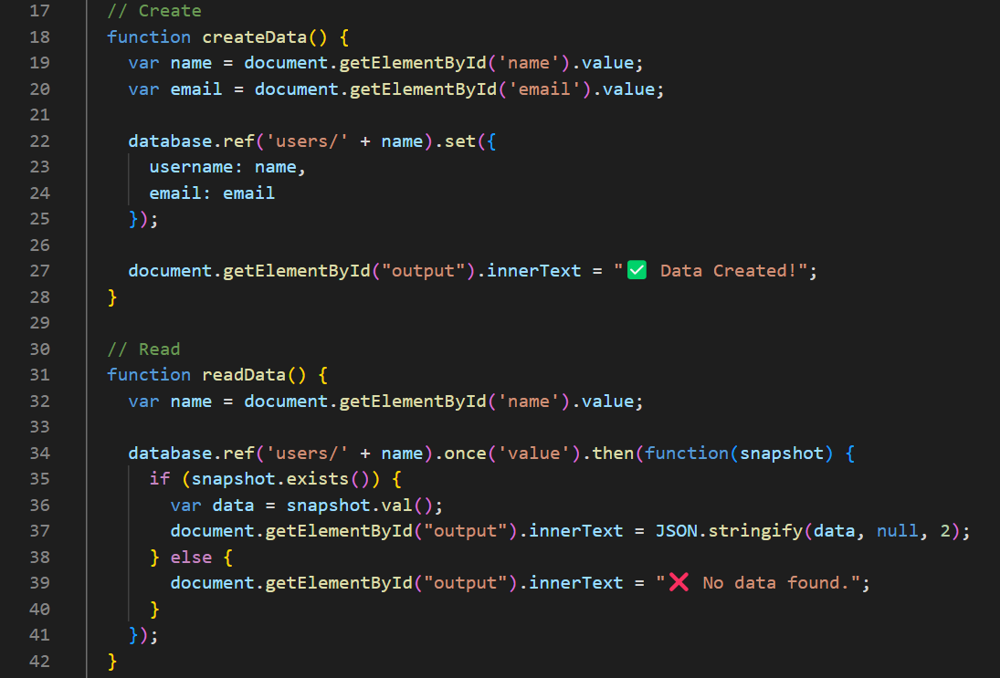 17 // Create
18 function createData() {
19   var name = document.getElementById('name').value;
20   var email = document.getElementById('email').value;
21
22   database.ref('users/' + name).set({
23     username: name,
24     email: email
25   });
26
27   document.getElementById("output").innerText = "✅ Data Created!";
28 }
29
30 // Read
31 function readData() {
32   var name = document.getElementById('name').value;
33
34   database.ref('users/' + name).once('value').then(function(snapshot) {
35     if (snapshot.exists()) {
36       var data = snapshot.val();
37       document.getElementById("output").innerText = JSON.stringify(data, null, 2);
38     } else {
39       document.getElementById("output").innerText = "❌ No data found.";
40     }
41   });
42 }